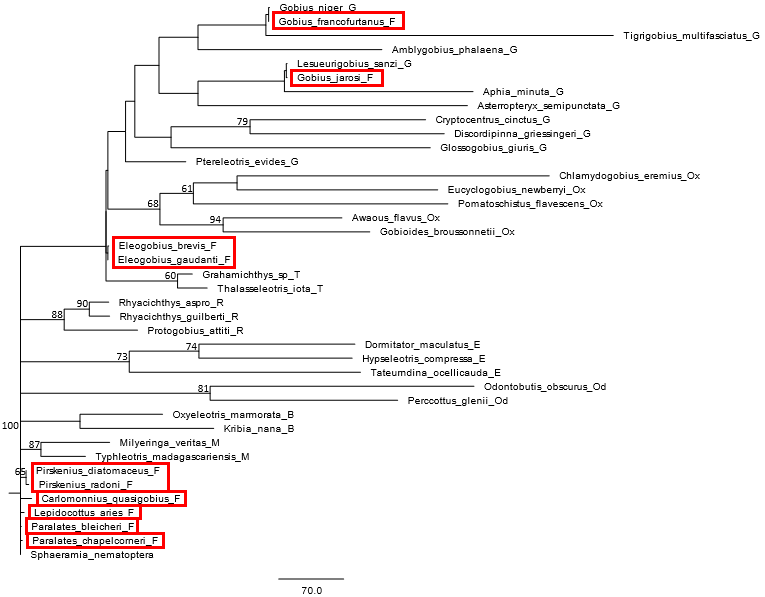 Gobius_niger_G
Gobius_francofurtanus_F
Tigrigobius_multifasciatus_G
Amblygobius_phalaena_G
Lesueurigobius_sanzi_G
Gobius_jarosi_F
Aphia_minuta_G
Asterropteryx_semipunctata_G
79
Cryptocentrus_cinctus_G
Discordipinna_griessingeri_G
Glossogobius_giuris_G
Ptereleotris_evides_G
Chlamydogobius_eremius_Ox
61
Eucyclogobius_newberryi_Ox
68
Pomatoschistus_flavescens_Ox
94
Awaous_flavus_Ox
Gobioides_broussonnetii_Ox
Eleogobius_brevis_F
Eleogobius_gaudanti_F
60
Grahamichthys_sp_T
Thalasseleotris_iota_T
90
Rhyacichthys_aspro_R
88
Rhyacichthys_guilberti_R
Protogobius_attiti_R
74
Dormitator_maculatus_E
73
Hypseleotris_compressa_E
Tateurndina_ocellicauda_E
81
Odontobutis_obscurus_Od
Perccottus_glenii_Od
Oxyeleotris_marmorata_B
100
Kribia_nana_B
87
Milyeringa_veritas_M
Typhleotris_madagascariensis_M
65
Pirskenius_diatomaceus_F
Pirskenius_radoni_F
Carlomonnius_quasigobius_F
Lepidocottus_aries_F
Paralates_bleicheri_F
Paralates_chapelcorneri_F
Sphaeramia_nematoptera
70.0